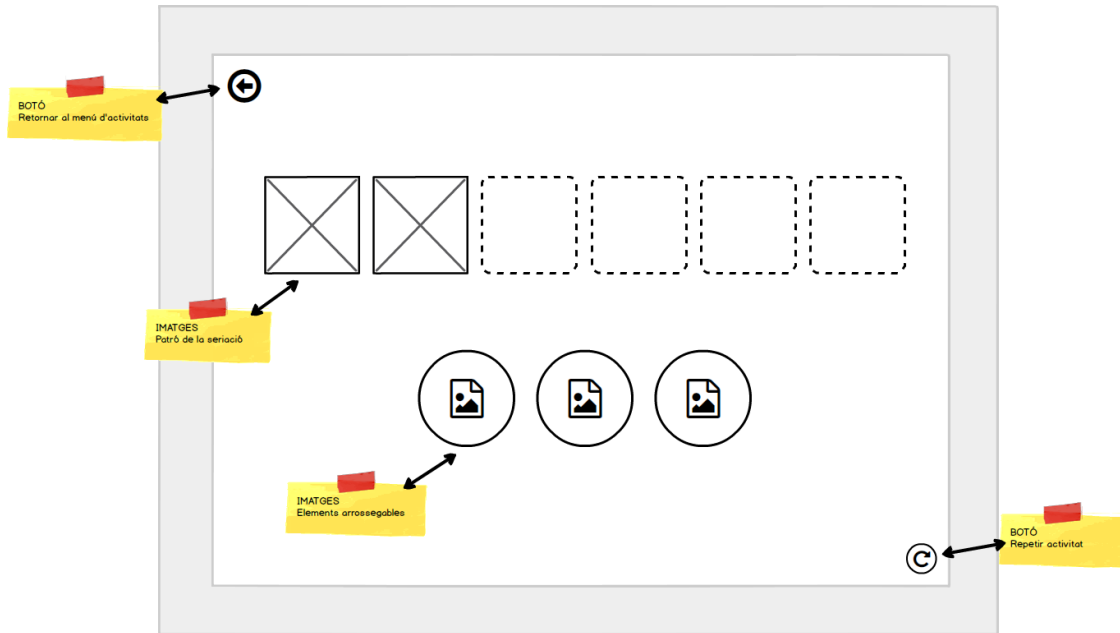 BOTÓ
Retornar al menú d'activitats
IMATGES
Patró de la seriació
IMATGES
Elements arrossegables
BOTÓ
Repetir activitat